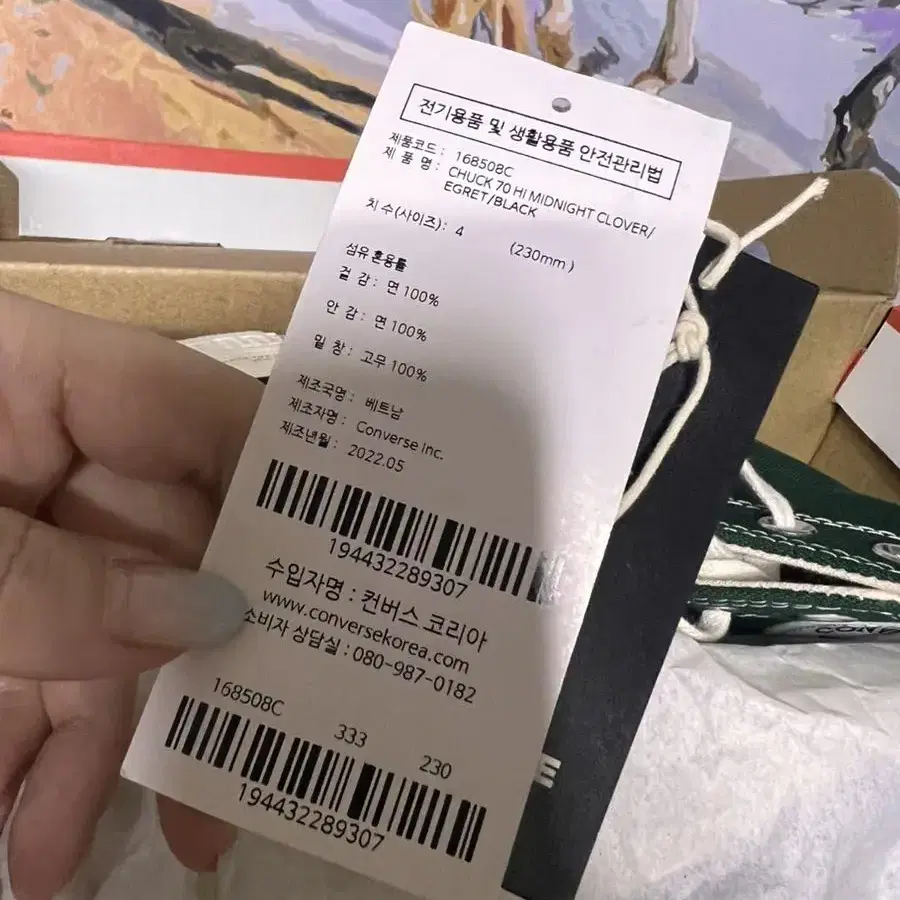 전기용품 및 생활용품 안전관리법
제품코드 : 168508C
제 품 명 : CHUCK 70 HI MIDNIGHT CLOVER/
EGRET/BLACK
치 수(사이즈) : 4 (230mm)
섬유 혼용률
겉 감 : 면 100%
안 감 : 면 100%
밑 창 : 고무 100%
제조국명 : 베트남
제조자명 : Converse Inc.
제조년월 : 2022.05
194432289307
수입자명 : 컨버스 코리아
www.conversekorea.com
소비자 상담실 : 080-987-0182
168508C 333 230
194432289307